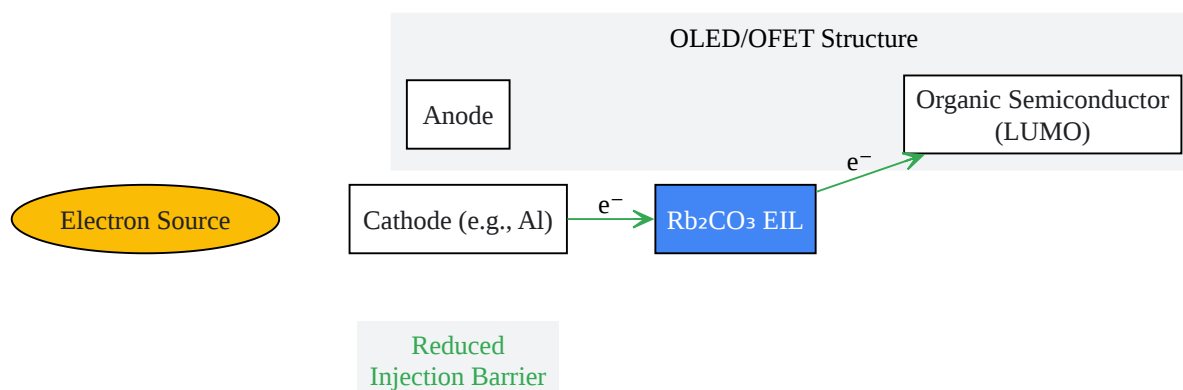 OLED/OFET Structure
Anode
Organic Semiconductor
(LUMO)
e⁻
Electron Source
Cathode (e.g., Al)
e⁻
Rb₂CO₃ EIL
Reduced
Injection Barrier